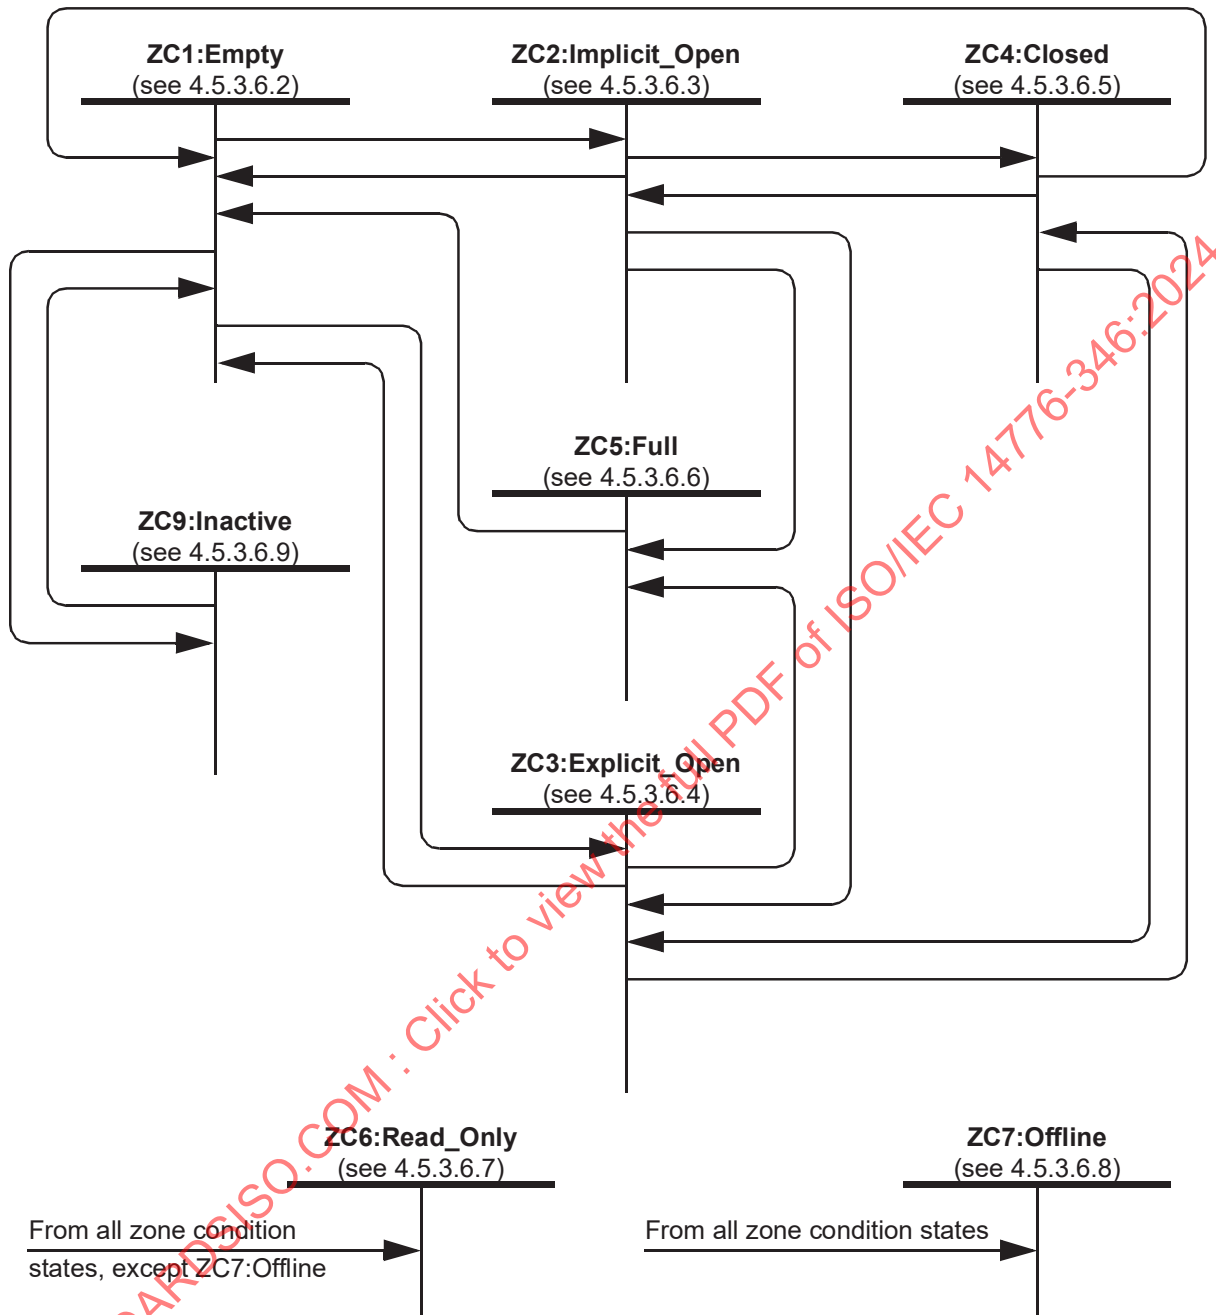 ZC1:Empty
(see 4.5.3.6.2)
ZC2:Implicit_Open
(see 4.5.3.6.3)
ZC4:Closed
(see 4.5.3.6.5)
ZC5:Full
(see 4.5.3.6.6)
ZC9:Inactive
(see 4.5.3.6.9)
ZC3:Explicit_Open
(see 4.5.3.6.4)
ZC6:Read_Only
(see 4.5.3.6.7)
ZC7:Offline
(see 4.5.3.6.8)
From all zone condition
states, except ZC7:Offline
From all zone condition states
ARDSISO.COM : Click to view the full PDF of ISO/IEC 14776-346:2024